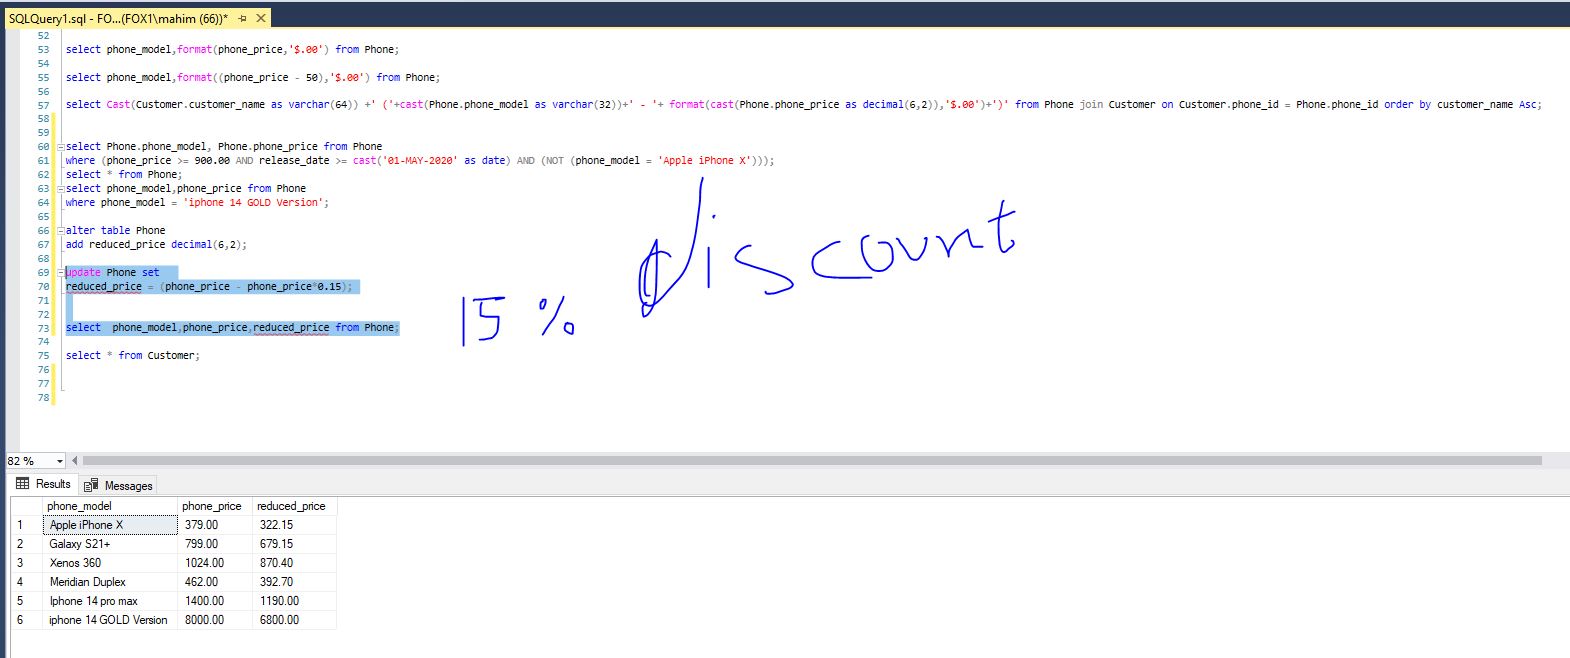 SQLQuery1.sql - FO...(FOX1\mahim (66))*
52
53 select phone_model,format(phone_price,'$.00') from Phone;
54
55 select phone_model,format((phone_price - 50),'$.00') from Phone;
56
57 select Cast(Customer.customer_name as varchar(64)) +' ('+cast(Phone.phone_model as varchar(32))+' - '+ format(cast(Phone.phone_price as decimal(6,2)),'$.00')+')' from Phone join Customer on Customer.phone_id = Phone.phone_id order by customer_name Asc;
58
59
60 select Phone.phone_model, Phone.phone_price from Phone
61 where (phone_price >= 900.00 AND release_date >= cast('01-MAY-2020' as date) AND (NOT (phone_model = 'Apple iPhone X')));
62 select * from Phone;
63 select phone_model,phone_price from Phone
64 where phone_model = 'iphone 14 GOLD Version';
65
66 alter table Phone
67 add reduced_price decimal(6,2);
68
69 update Phone set
70 reduced_price = (phone_price - phone_price*0.15);
71
72
73 select phone_model,phone_price,reduced_price from Phone;
74
75 select * from Customer;
76
77
78
15 % discount
82 %
Results Messages
phone_model phone_price reduced_price
1 Apple iPhone X 379.00 322.15
2 Galaxy S21+ 799.00 679.15
3 Xenos 360 1024.00 870.40
4 Meridian Duplex 462.00 392.70
5 Iphone 14 pro max 1400.00 1190.00
6 iphone 14 GOLD Version 8000.00 6800.00